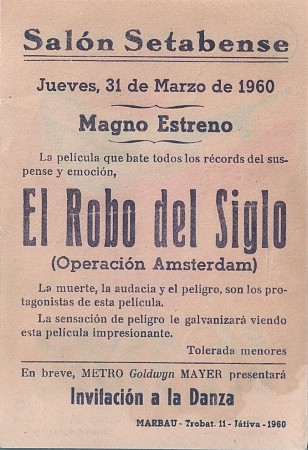 Salón Setabense
Jueves, 31 de Marzo de 1960
Magno Estreno
La película que bate todos los récords del sus-
pense y emoción,
El Robo del Siglo
(Operación Amsterdam)
La muerte, la audacia y el peligro, son los pro-
tagonistas de esta película.
La sensación de peligro le galvanizará viendo
esta película impresionante.
Tolerada menores
En breve, METRO Goldwyn MAYER presentará
Invitación a la Danza
MARBAU - Trobat. 11 - Játiva - 1960